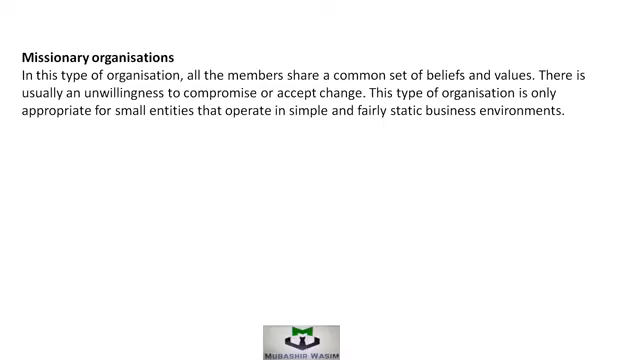 Missionary organisations
In this type of organisation, all the members share a common set of beliefs and values. There is
usually an unwillingness to compromise or accept change. This type of organisation is only
appropriate for small entities that operate in simple and fairly static business environments.
MUBASHIR WASIM